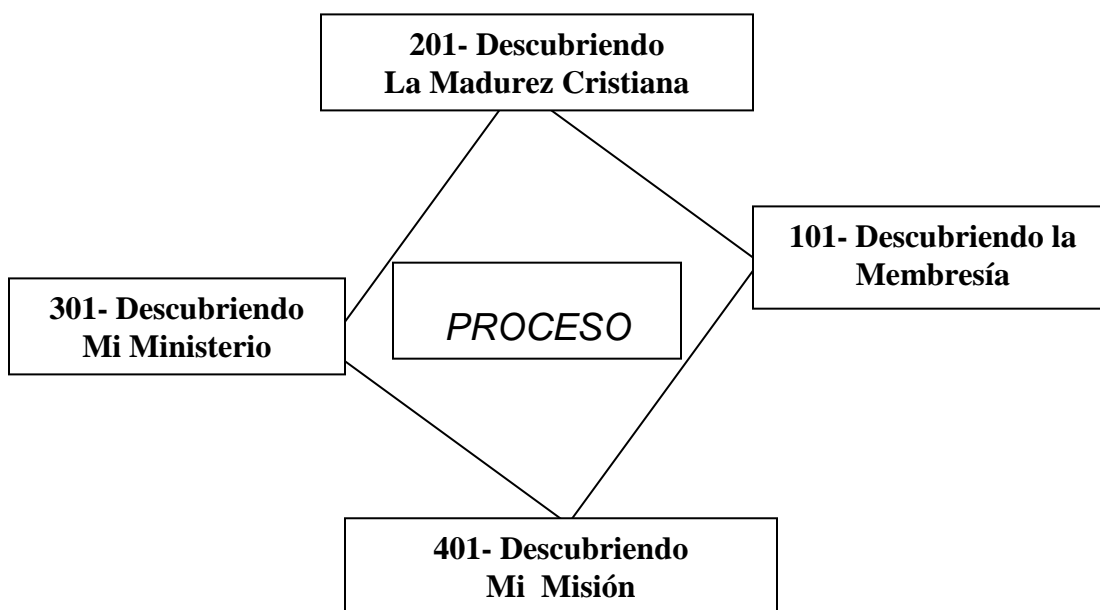 201- Descubriendo
La Madurez Cristiana
101- Descubriendo la
Membresía
301- Descubriendo
Mi Ministerio
PROCESO
401- Descubriendo
Mi Misión